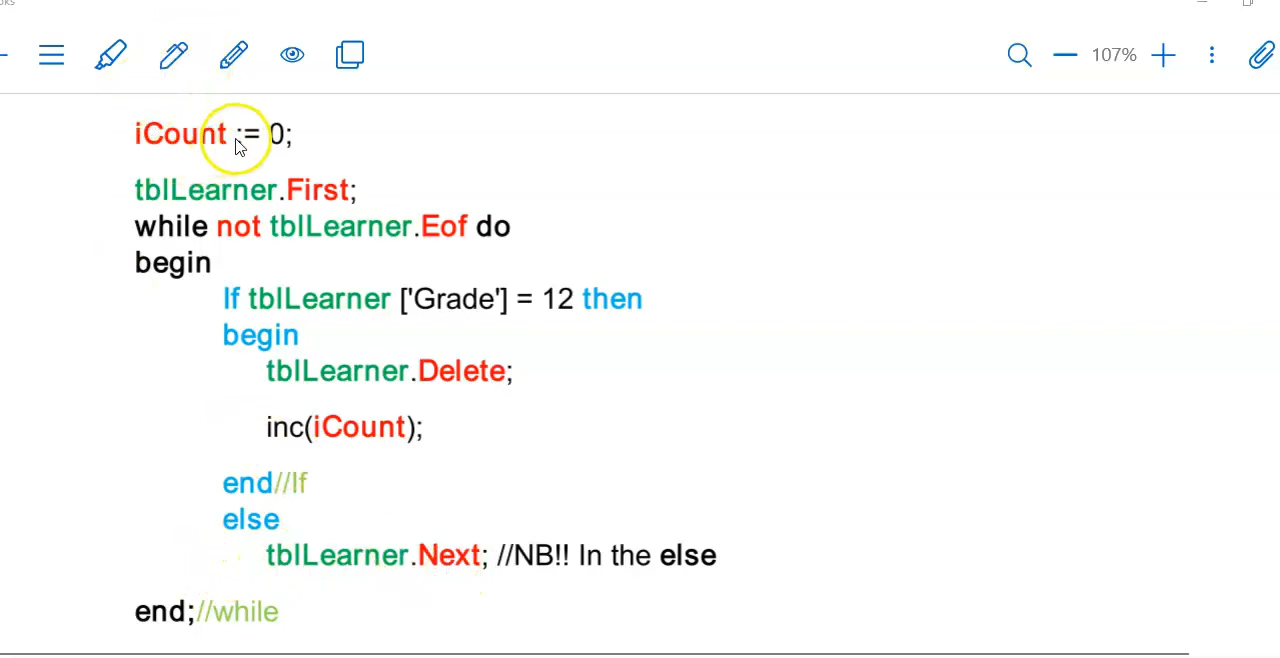 107%
iCount := 0;
tblLearner.First;
while not tblLearner.Eof do
begin
If tblLearner ['Grade'] = 12 then
begin
tblLearner.Delete;
inc(iCount);
end//If
else
tblLearner.Next; //NB!! In the else
end;//while